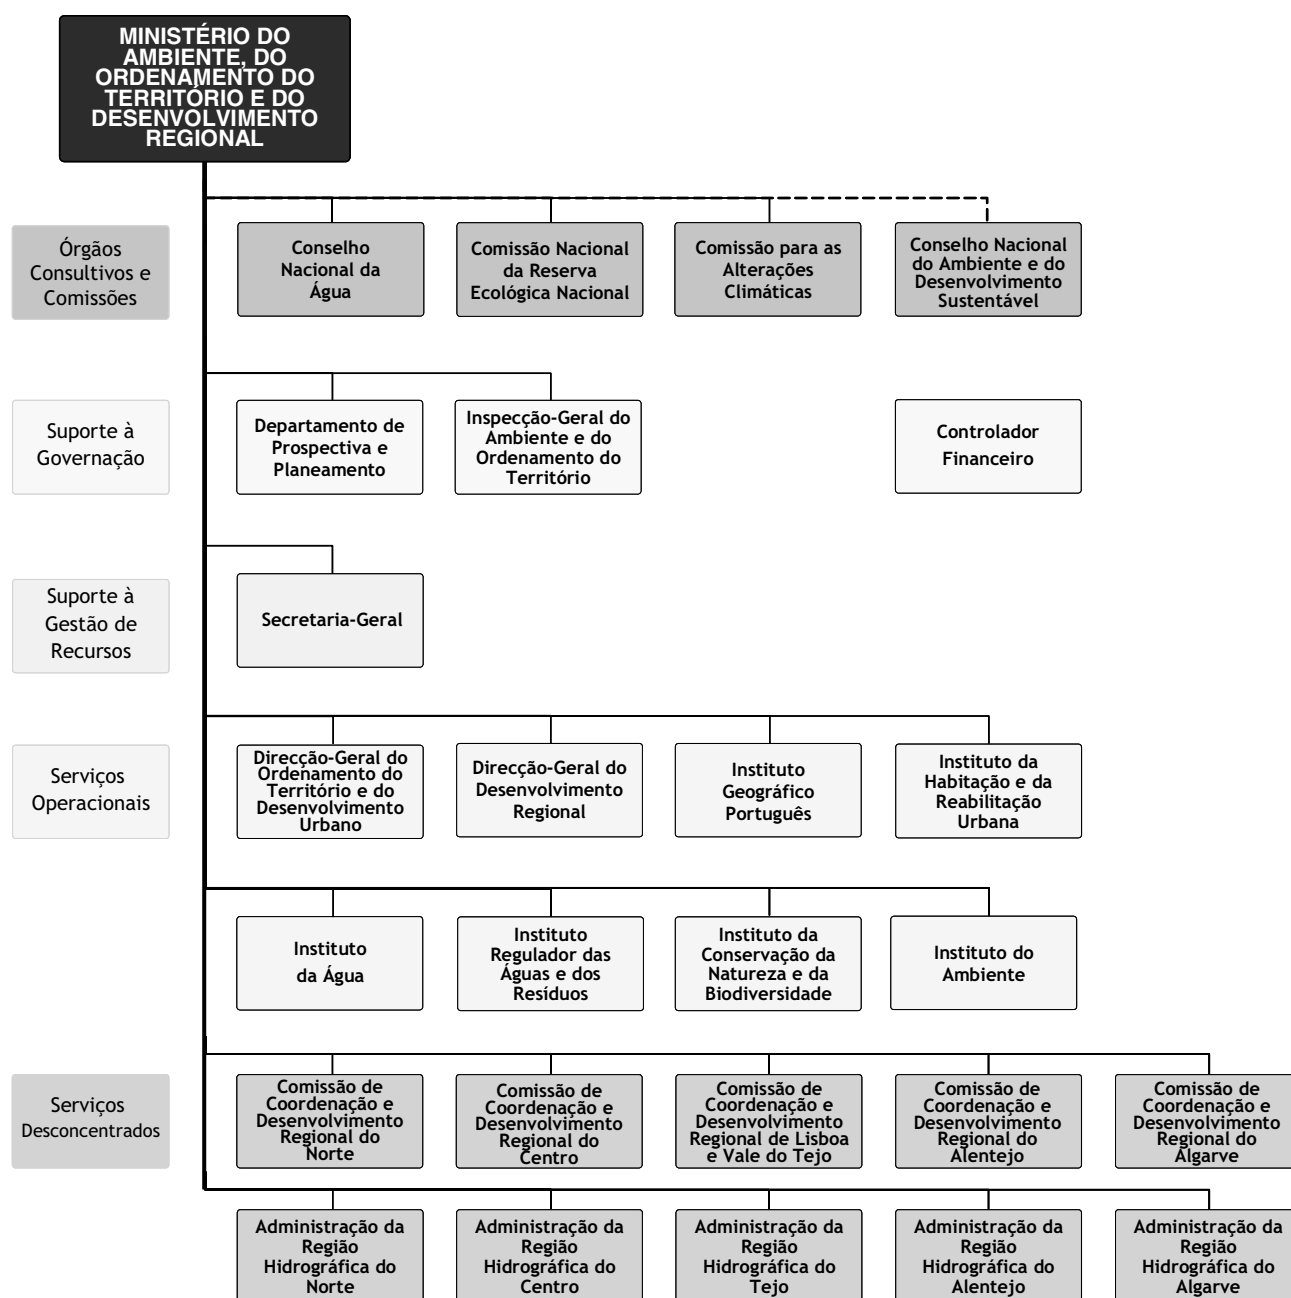 MINISTÉRIO DO
AMBIENTE, DO
ORDENAMENTO DO
TERRITÓRIO E DO
DESENVOLVIMENTO
REGIONAL
Órgãos
Consultivos e
Comissões
Conselho
Nacional da
Água
Comissão Nacional
da Reserva
Ecológica Nacional
Comissão para as
Alterações
Climáticas
Conselho Nacional
do Ambiente e do
Desenvolvimento
Sustentável
Suporte à
Governação
Departamento de
Prospectiva e
Planeamento
Inspecção-Geral do
Ambiente e do
Ordenamento do
Território
Controlador
Financeiro
Suporte à
Gestão de
Recursos
Secretaria-Geral
Serviços
Operacionais
Direcção-Geral do
Ordenamento do
Território e do
Desenvolvimento
Urbano
Direcção-Geral do
Desenvolvimento
Regional
Instituto
Geográfico
Português
Instituto da
Habitação e da
Reabilitação
Urbana
Instituto
da Água
Instituto
Regulador das
Águas e dos
Resíduos
Instituto da
Conservação da
Natureza e da
Biodiversidade
Instituto do
Ambiente
Serviços
Desconcentrados
Comissão de
Coordenação e
Desenvolvimento
Regional do
Norte
Comissão de
Coordenação e
Desenvolvimento
Regional do
Centro
Comissão de
Coordenação e
Desenvolvimento
Regional de Lisboa
e Vale do Tejo
Comissão de
Coordenação e
Desenvolvimento
Regional do
Alentejo
Comissão de
Coordenação e
Desenvolvimento
Regional do
Algarve
Administração da
Região
Hidrográfica do
Norte
Administração da
Região
Hidrográfica do
Centro
Administração da
Região
Hidrográfica do
Tejo
Administração da
Região
Hidrográfica do
Alentejo
Administração da
Região
Hidrográfica do
Algarve